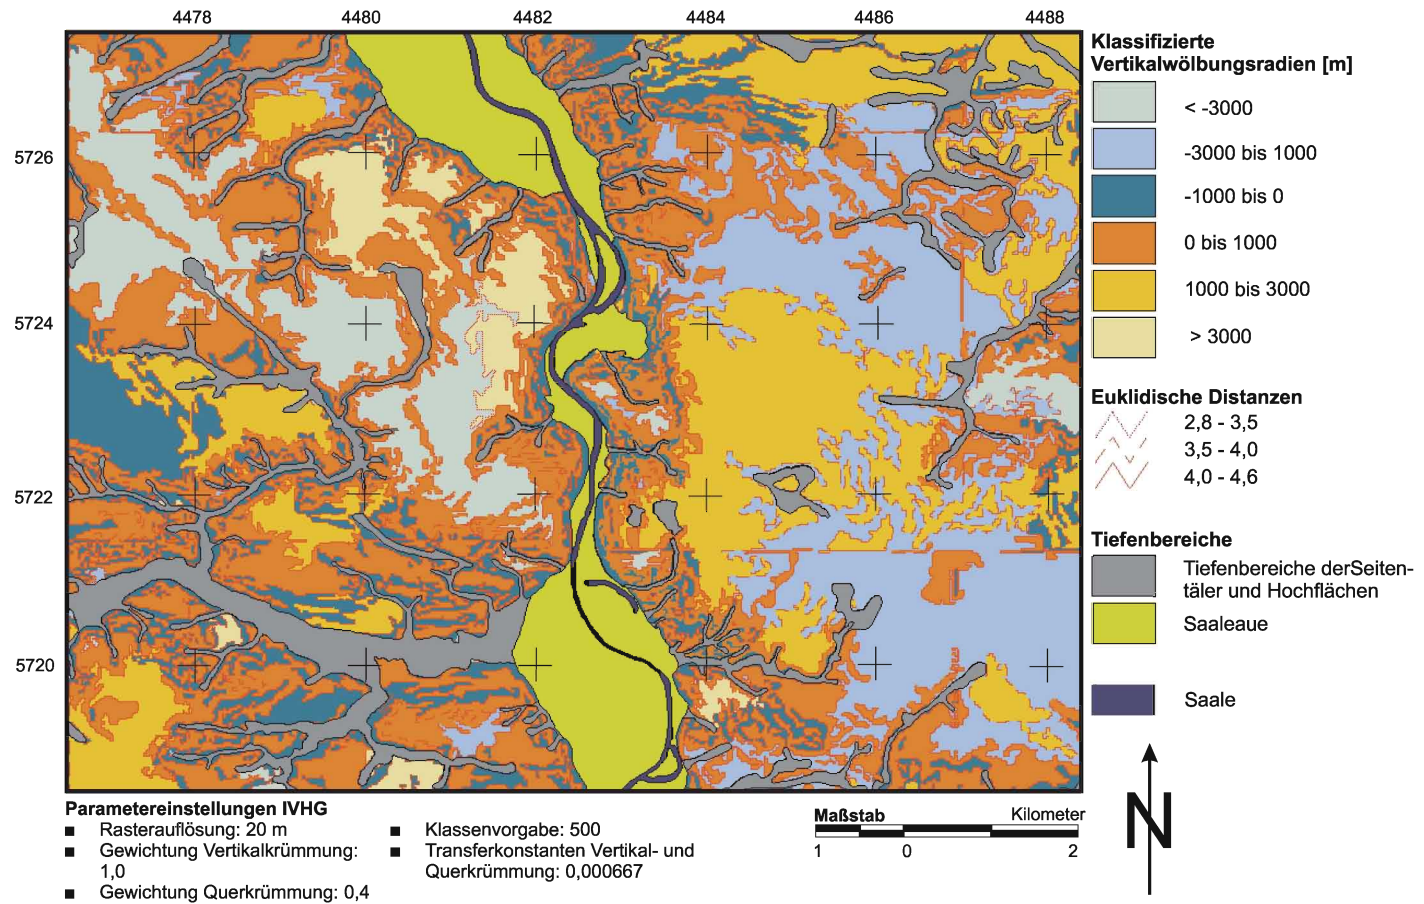 4478 4480 4482 4484 4486 4488
5726
5724
5722
5720
Klassifizierte
Vertikalwölbungsradien [m]
< -3000
-3000 bis 1000
-1000 bis 0
0 bis 1000
1000 bis 3000
> 3000
Euklidische Distanzen
2,8 - 3,5
3,5 - 4,0
4,0 - 4,6
Tiefenbereiche
Tiefenbereiche derSeiten-
täler und Hochflächen
Saaleaue
Saale
N
Parametereinstellungen IVHG
Rasterauflösung: 20 m
Gewichtung Vertikalkrümmung:
1,0
Gewichtung Querkrümmung: 0,4
Klassenvorgabe: 500
Transferkonstanten Vertikal- und
Querkrümmung: 0,000667
Maßstab Kilometer
1 0 2